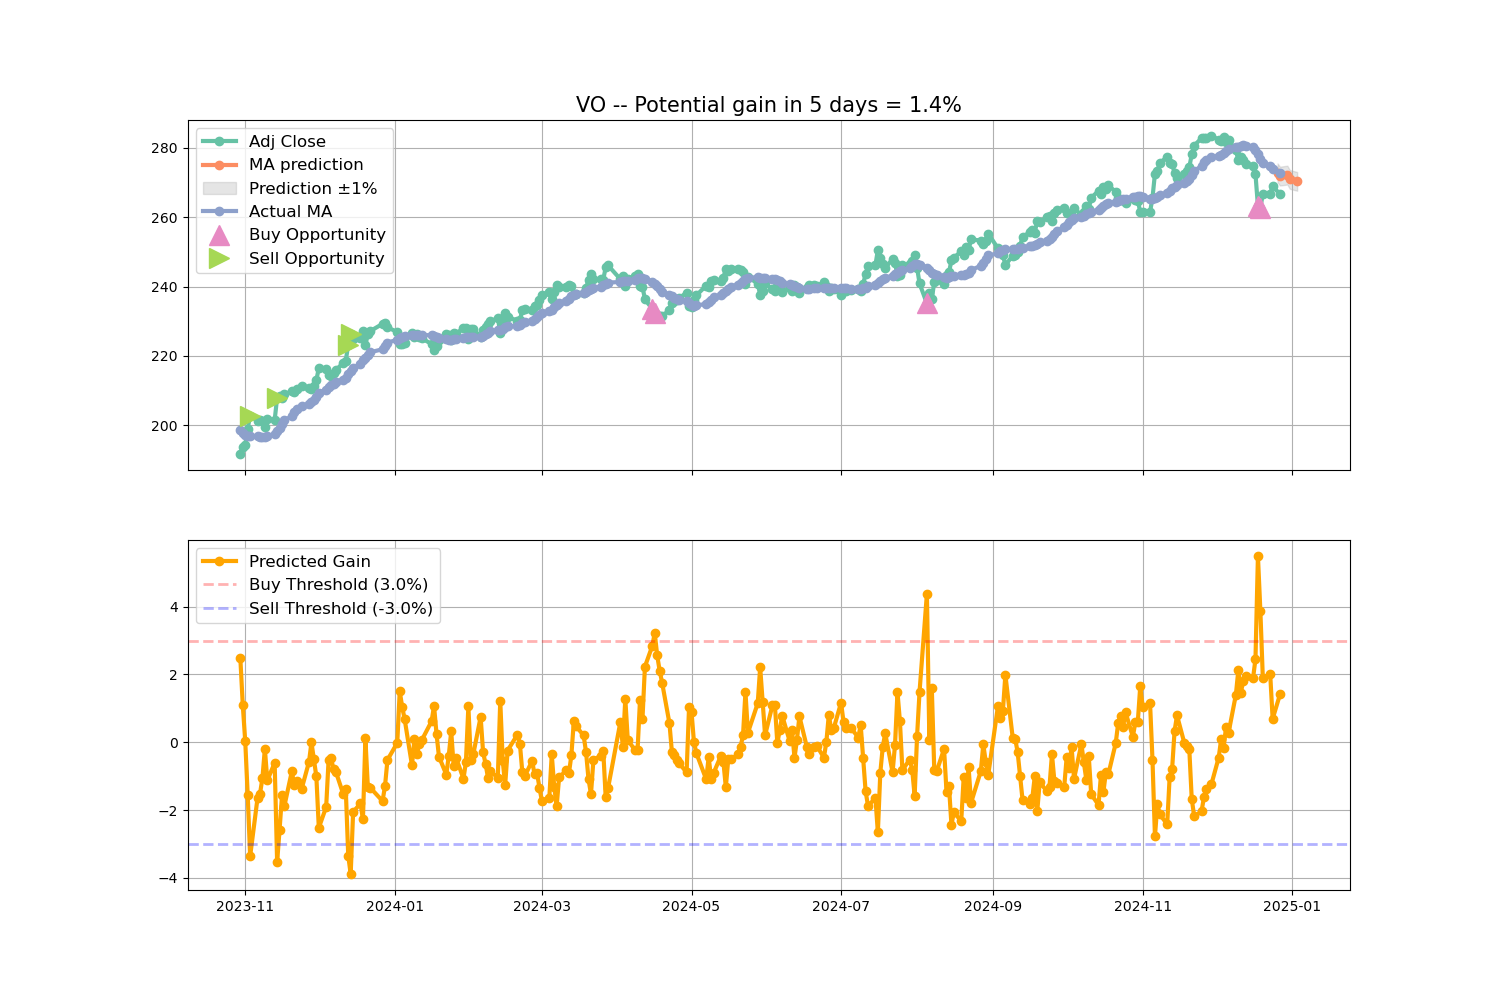 VO -- Potential gain in 5 days = 1.4%
280
260
240
220
200
Adj Close
MA prediction
Prediction ±1%
Actual MA
Buy Opportunity
Sell Opportunity
4
2
0
−2
−4
Predicted Gain
Buy Threshold (3.0%)
Sell Threshold (-3.0%)
2023-11 2024-01 2024-03 2024-05 2024-07 2024-09 2024-11 2025-01